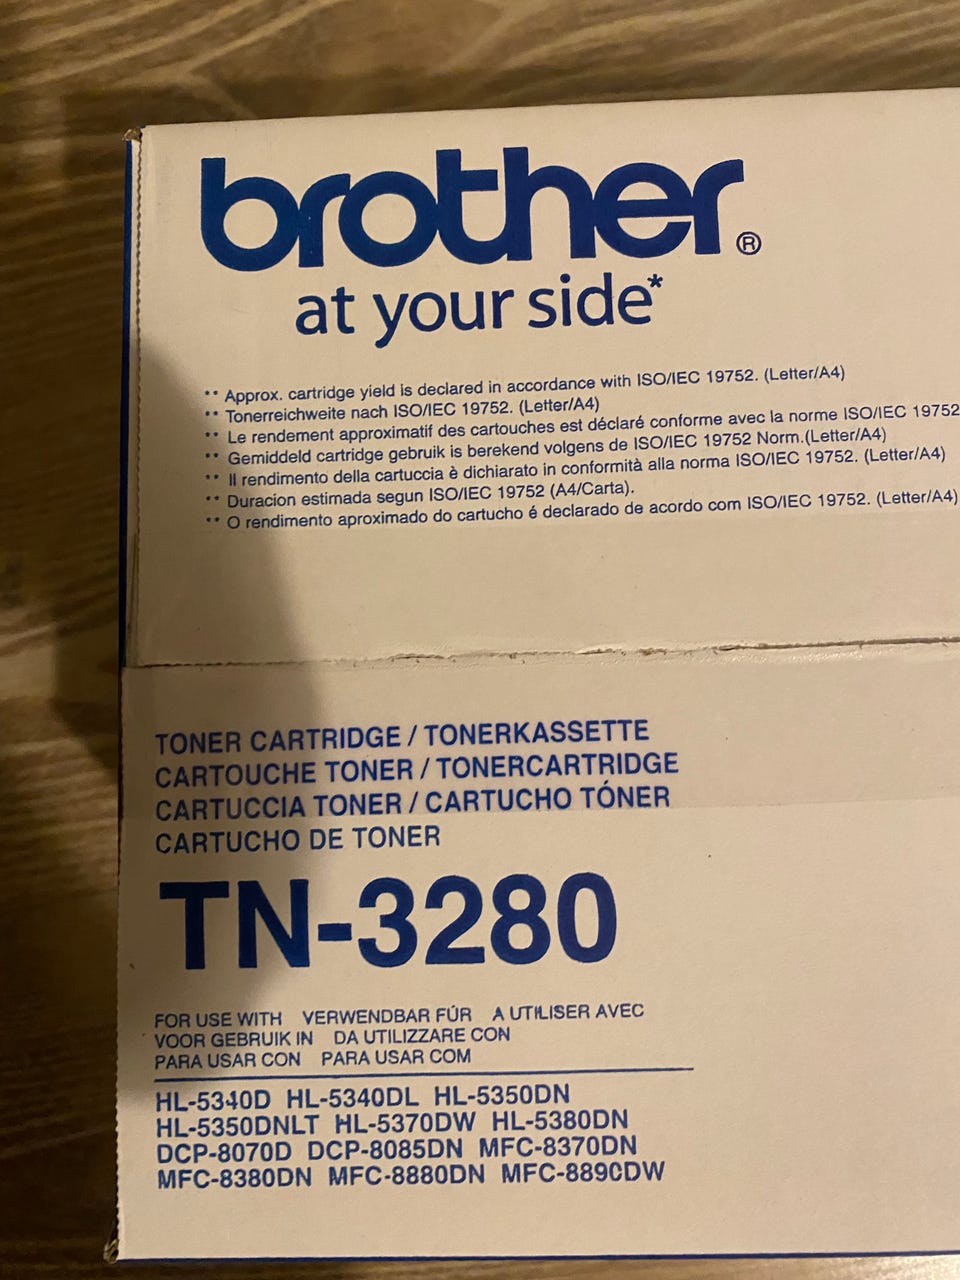 brother®
at your side*
** Approx. cartridge yield is declared in accordance with ISO/IEC 19752. (Letter/A4)
** Tonerreichweite nach ISO/IEC 19752. (Letter/A4)
** Le rendement approximatif des cartouches est déclaré conforme avec la norme ISO/IEC 19752
** Gemiddeld cartridge gebruik is berekend volgens de ISO/IEC 19752 Norm.(Letter/A4)
** Il rendimento della cartuccia è dichiarato in conformità alla norma ISO/IEC 19752. (Letter/A4)
** Duracion estimada segun ISO/IEC 19752 (A4/Carta).
** O rendimento aproximado do cartucho é declarado de acordo com ISO/IEC 19752. (Letter/A4)
TONER CARTRIDGE / TONERKASSETTE
CARTOUCHE TONER / TONERCARTRIDGE
CARTUCCIA TONER / CARTUCHO TÓNER
CARTUCHO DE TONER
TN-3280
FOR USE WITH VERWENDBAR FÚR A UTILISER AVEC
VOOR GEBRUIK IN DA UTILIZZARE CON
PARA USAR CON PARA USAR COM
HL-5340D HL-5340DL HL-5350DN
HL-5350DNLT HL-5370DW HL-5380DN
DCP-8070D DCP-8085DN MFC-8370DN
MFC-8380DN MFC-8880DN MFC-8890DW